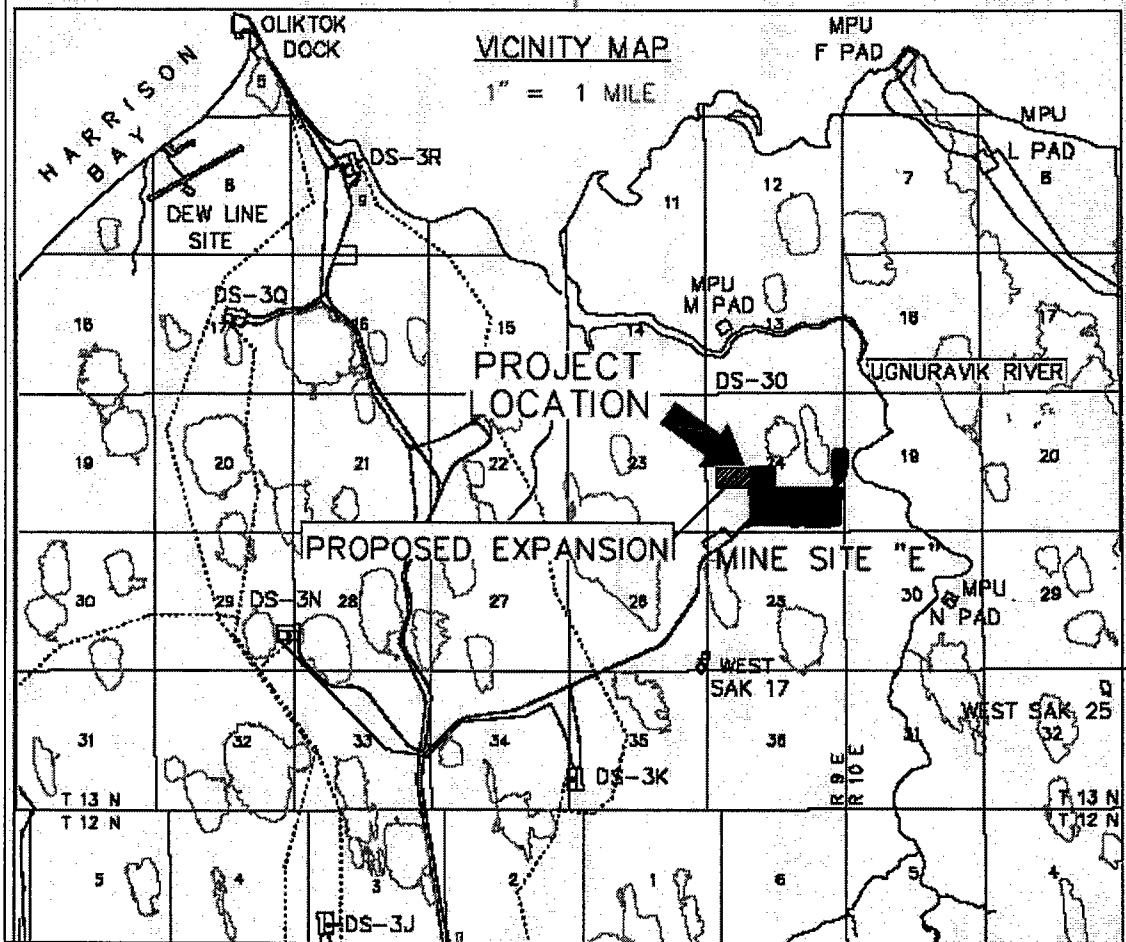 OLIKTOK
DOCK
VICINITY MAP
1" = 1 MILE
MPU
F PAD
HARRISON
BAY
5
MPU
L PAD
DS-3R
8
9
11
12
7
8
DEW LINE
SITE
DS-3Q
MPU
M PAD
18
17
16
15
14
13
18
17
PROJECT
LOCATION
DS-30
UGNURAVIK RIVER
19
20
21
22
23
24
19
20
PROPOSED EXPANSION
MINE SITE "E"
30
29
DS-3N
28
27
26
25
30
MPU
N PAD
29
WEST
SAK 17
WEST SAK 25
31
32
33
34
35
36
31
32
DS-3K
R 9 E
R 10 E
T 13 N
T 12 N
T 13 N
T 12 N
5
4
3
2
1
6
5
4
DS-3J